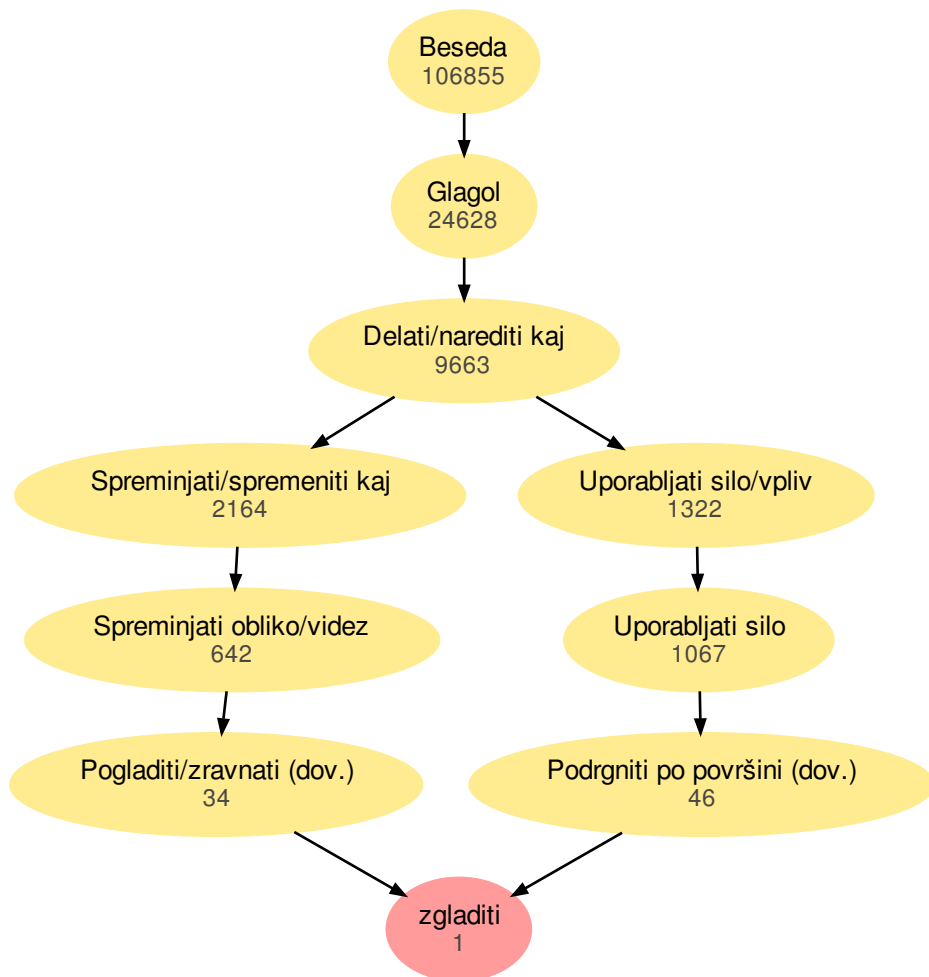 Beseda
106855
Glagol
24628
Delati/narediti kaj
9663
Spreminjati/spremeniti kaj
2164
Uporabljati silo/vpliv
1322
Spreminjati obliko/videz
642
Uporabljati silo
1067
Pogladiti/zravnati (dov.)
34
Podrgniti po površini (dov.)
46
zgladiti
1